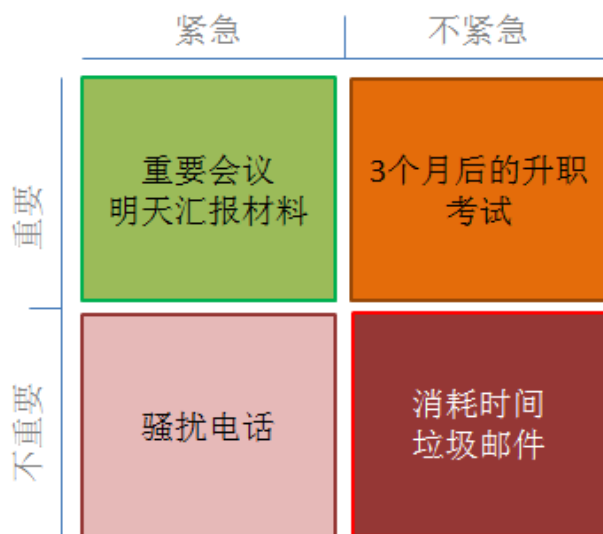 紧急
不紧急
重要
重要会议
明天汇报材料
3个月后的升职
考试
不重要
骚扰电话
消耗时间
垃圾邮件